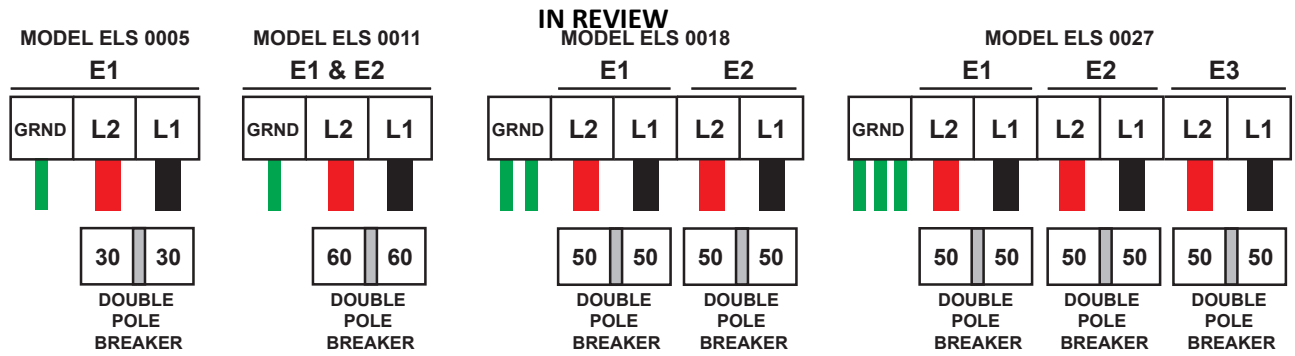 IN REVIEW
MODEL ELS 0005
E1
GRND L2 L1
30 30
DOUBLE
POLE
BREAKER
MODEL ELS 0011
E1 & E2
GRND L2 L1
60 60
DOUBLE
POLE
BREAKER
MODEL ELS 0018
E1 E2
GRND L2 L1 L2 L1
50 50 50 50
DOUBLE DOUBLE
POLE POLE
BREAKER BREAKER
MODEL ELS 0027
E1 E2 E3
GRND L2 L1 L2 L1 L2 L1
50 50 50 50 50 50
DOUBLE DOUBLE DOUBLE
POLE POLE POLE
BREAKER BREAKER BREAKER